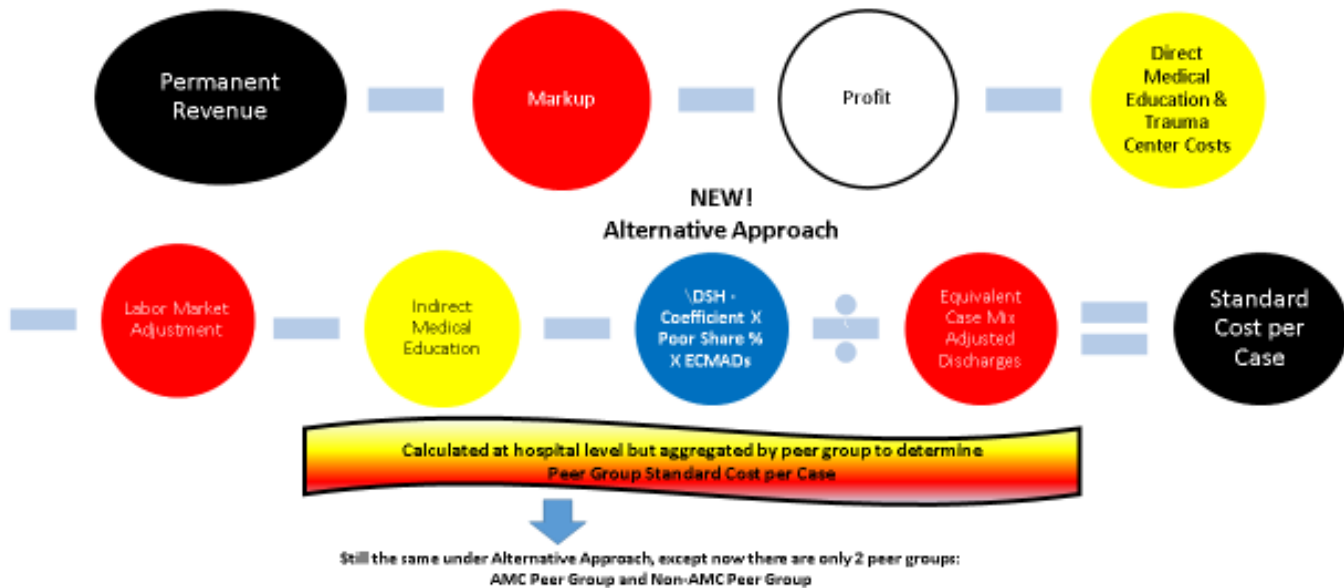 Permanent
Revenue
Markup
Profit
Direct
Medical
Education &
Trauma
Center Costs
NEW!
Alternative Approach
Labor Market
Adjustment
Indirect
Medical
Education
\DSH -
Coefficient X
Poor Share %
X ECMADs
Equivalent
Case Mix
Adjusted
Discharges
Standard
Cost per
Case
Calculated at hospital level but aggregated by peer group to determine
Peer Group Standard Cost per Case
Still the same under Alternative Approach, except now there are only 2 peer groups:
AMC Peer Group and Non-AMC Peer Group